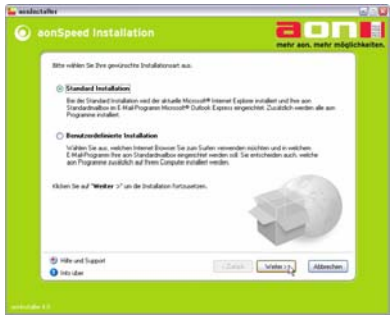 aonInstaller
aonSpeed Installation
aon
mehr aon. mehr möglichkeiten.
Bitte wählen Sie Ihre gewünschte Installationsart aus.
Standard Installation
Bei der Standard Installation wird der aktuelle Microsoft® Internet Explorer installiert und Ihre aon
Standardmailbox im E-Mail-Programm Microsoft® Outlook Express eingerichtet. Zusätzlich werden alle aon
Programme installiert.
Benutzerdefinierte Installation
Wählen Sie aus, welchen Internet Browser Sie zum Surfen verwenden möchten und in welchem
E-Mail-Programm Ihre aon Standardmailbox eingerichtet werden soll. Sie entscheiden auch, welche
aon Programme zusätzlich auf Ihrem Computer installiert werden.
Klicken Sie auf "Weiter >" um die Installation fortzusetzen.
Hilfe und Support
Info über
< Zurück
Weiter >
Abbrechen